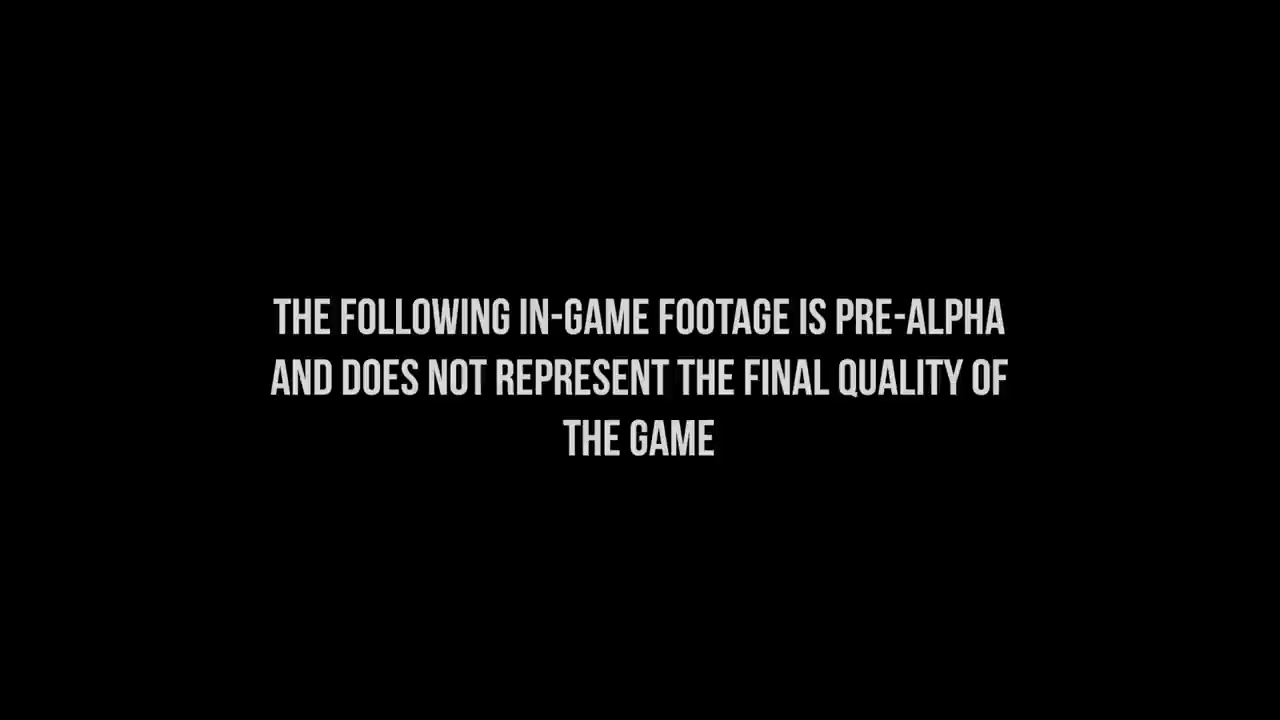 THE FOLLOWING IN-GAME FOOTAGE IS PRE-ALPHA
AND DOES NOT REPRESENT THE FINAL QUALITY OF
THE GAME